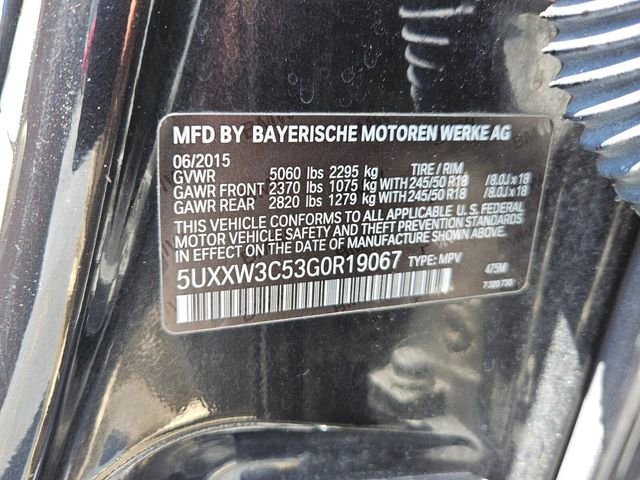 MFD BY BAYERISCHE MOTOREN WERKE AG
06/2015
GVWR 5060 lbs 2295 kg TIRE / RIM
GAWR FRONT 2370 lbs 1075 kg WITH 245/50 R18 / 8.0J x 18
GAWR REAR 2820 lbs 1279 kg WITH 245/50 R18 / 8.0J x 18
THIS VEHICLE CONFORMS TO ALL APPLICABLE U. S. FEDERAL
MOTOR VEHICLE SAFETY AND THEFT PREVENTION STANDARDS
IN EFFECT ON THE DATE OF MANUFACTURE SHOWN ABOVE.
5UXXW3C53G0R19067 TYPE: MPV 475M
7 320 730